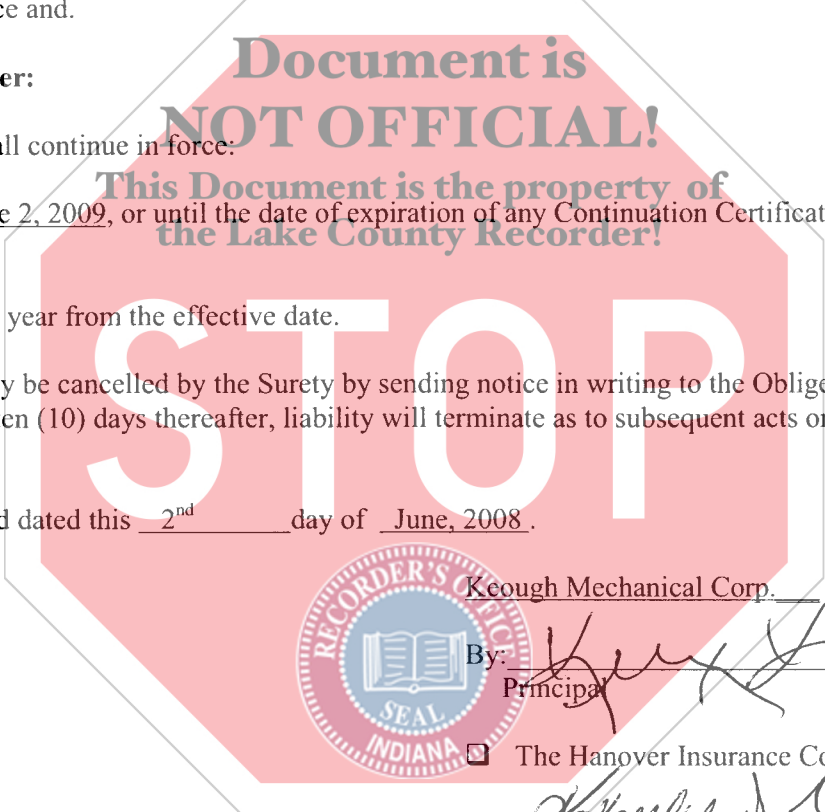 ce and.
Document is
er:
NOT OFFICIAL!
all continue in force:
This Document is the property of
e 2, 2009, or until the date of expiration of any Continuation Certificat
the Lake County Recorder!
year from the effective date.
STOP
y be cancelled by the Surety by sending notice in writing to the Oblige
en (10) days thereafter, liability will terminate as to subsequent acts or
d dated this 2nd day of June, 2008.
RECORDER'S OFFICE
SEAL
INDIANA
Keough Mechanical Corp.
By:
Principal
The Hanover Insurance Co